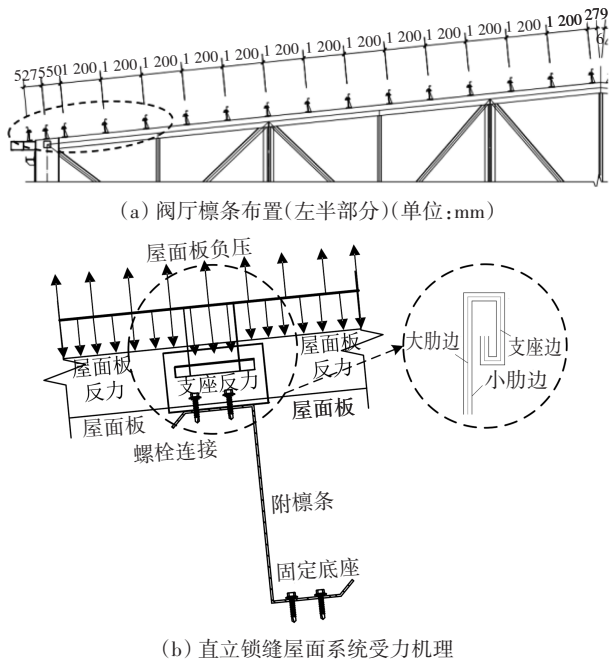 5275501 200 1 200 1 200 1 200 1 200 1 200 1 200 1 200 1 200 1 200 1 200 1 200 1 200 279
(a) 阀厅檩条布置(左半部分)(单位:mm)
屋面板负压
屋面板
反力
支座反力
屋面板
反力
屋面板
屋面板
螺栓连接
附檩条
固定底座
大肋边
支座边
小肋边
(b) 直立锁缝屋面系统受力机理